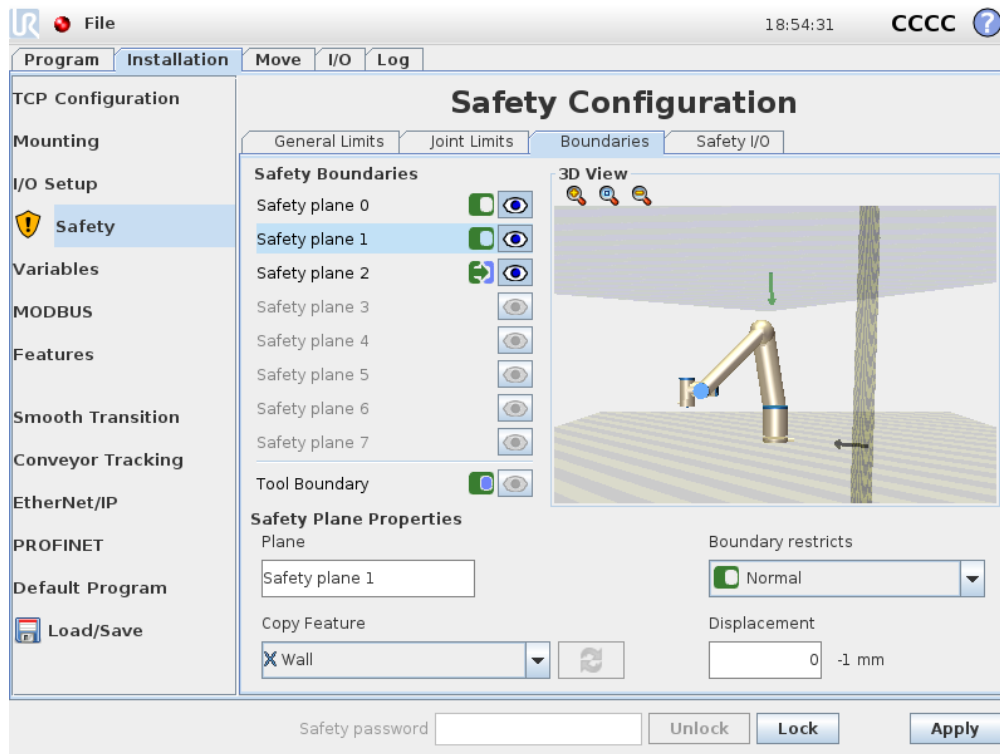 UR File 18:54:31 CCCC ?
Program Installation Move I/O Log
TCP Configuration
Mounting
I/O Setup
Safety
Variables
MODBUS
Features
Smooth Transition
Conveyor Tracking
EtherNet/IP
PROFINET
Default Program
Load/Save
Safety Configuration
General Limits Joint Limits Boundaries Safety I/O
Safety Boundaries
Safety plane 0
Safety plane 1
Safety plane 2
Safety plane 3
Safety plane 4
Safety plane 5
Safety plane 6
Safety plane 7
Tool Boundary
3D View
Safety Plane Properties
Plane
Safety plane 1
Boundary restricts
Normal
Copy Feature
Wall
Displacement
0 -1 mm
Safety password Unlock Lock Apply